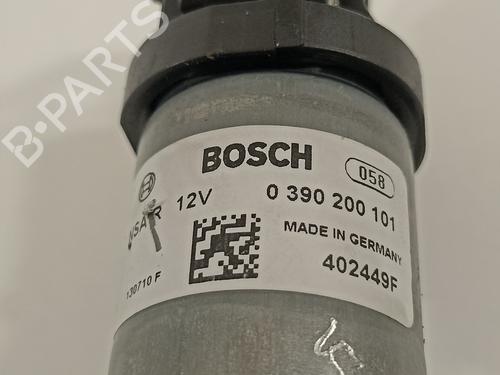 B-PARTS
BOSCH 058
12V 0 390 200 101
MADE IN GERMANY
130710 F 402449F